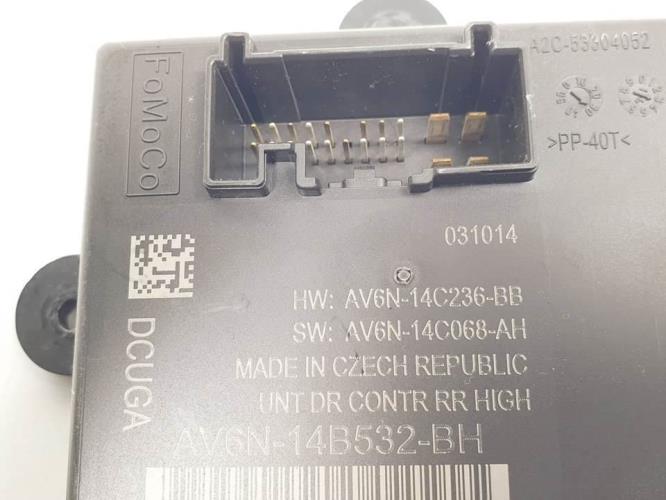 FoMoCo
A2C-53304052
>PP-40T<
031014
HW: AV6N-14C236-BB
SW: AV6N-14C068-AH
MADE IN CZECH REPUBLIC
UNT DR CONTR RR HIGH
AV6N-14B532-BH
DCUGA